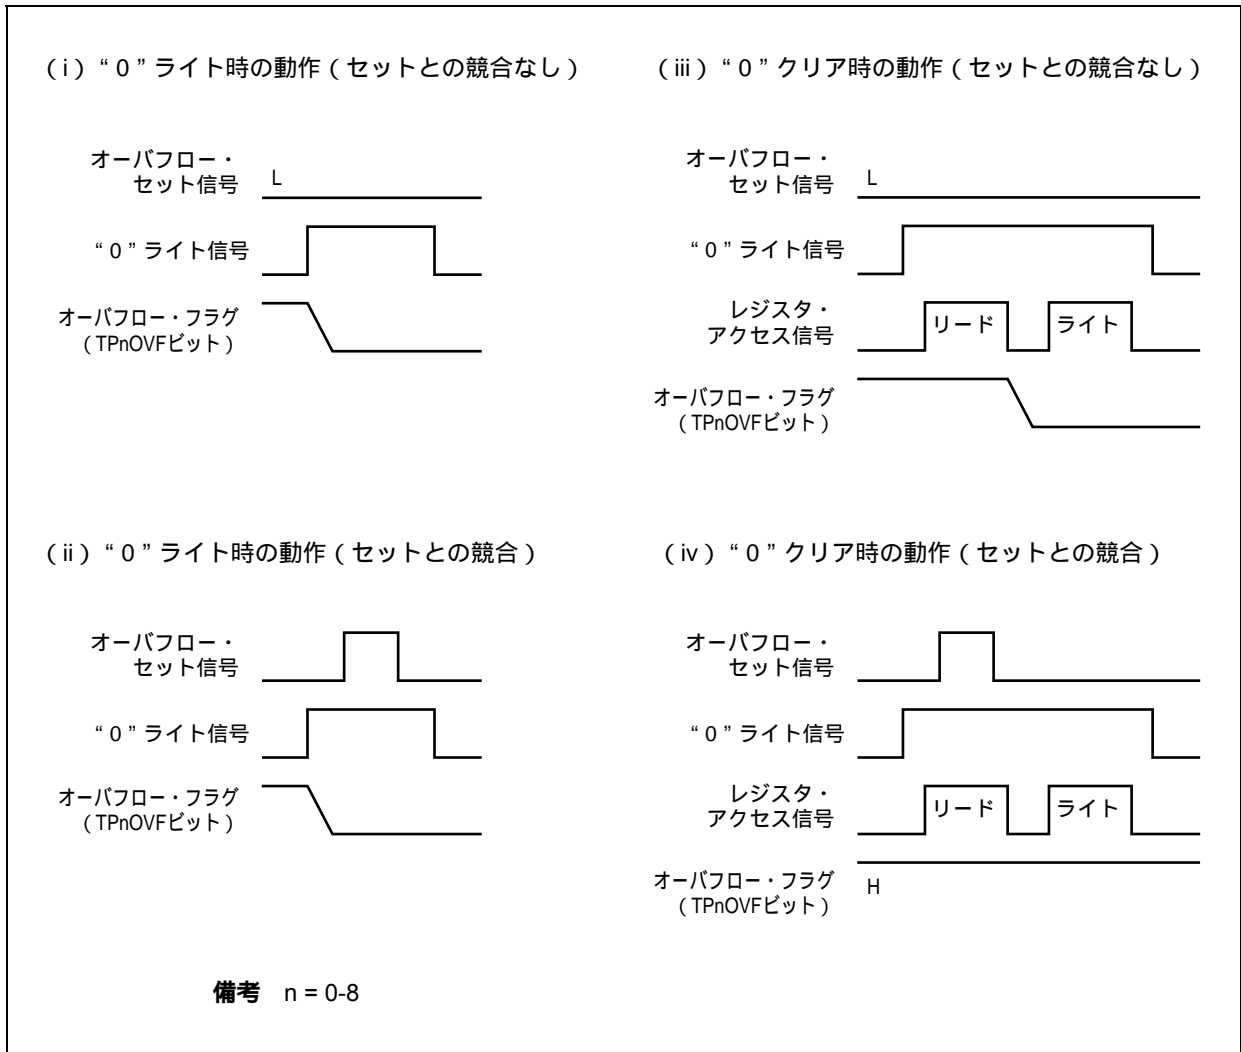 （i）“0”ライト時の動作（セットとの競合なし）
オーバフロー・
セット信号
L
“0”ライト信号
オーバフロー・フラグ
（TPnOVFビット）
（iii）“0”クリア時の動作（セットとの競合なし）
オーバフロー・
セット信号
L
“0”ライト信号
レジスタ・
アクセス信号
リード
ライト
オーバフロー・フラグ
（TPnOVFビット）
（ii）“0”ライト時の動作（セットとの競合）
オーバフロー・
セット信号
“0”ライト信号
オーバフロー・フラグ
（TPnOVFビット）
（iv）“0”クリア時の動作（セットとの競合）
オーバフロー・
セット信号
“0”ライト信号
レジスタ・
アクセス信号
リード
ライト
オーバフロー・フラグ
（TPnOVFビット）
H
備考 n = 0-8